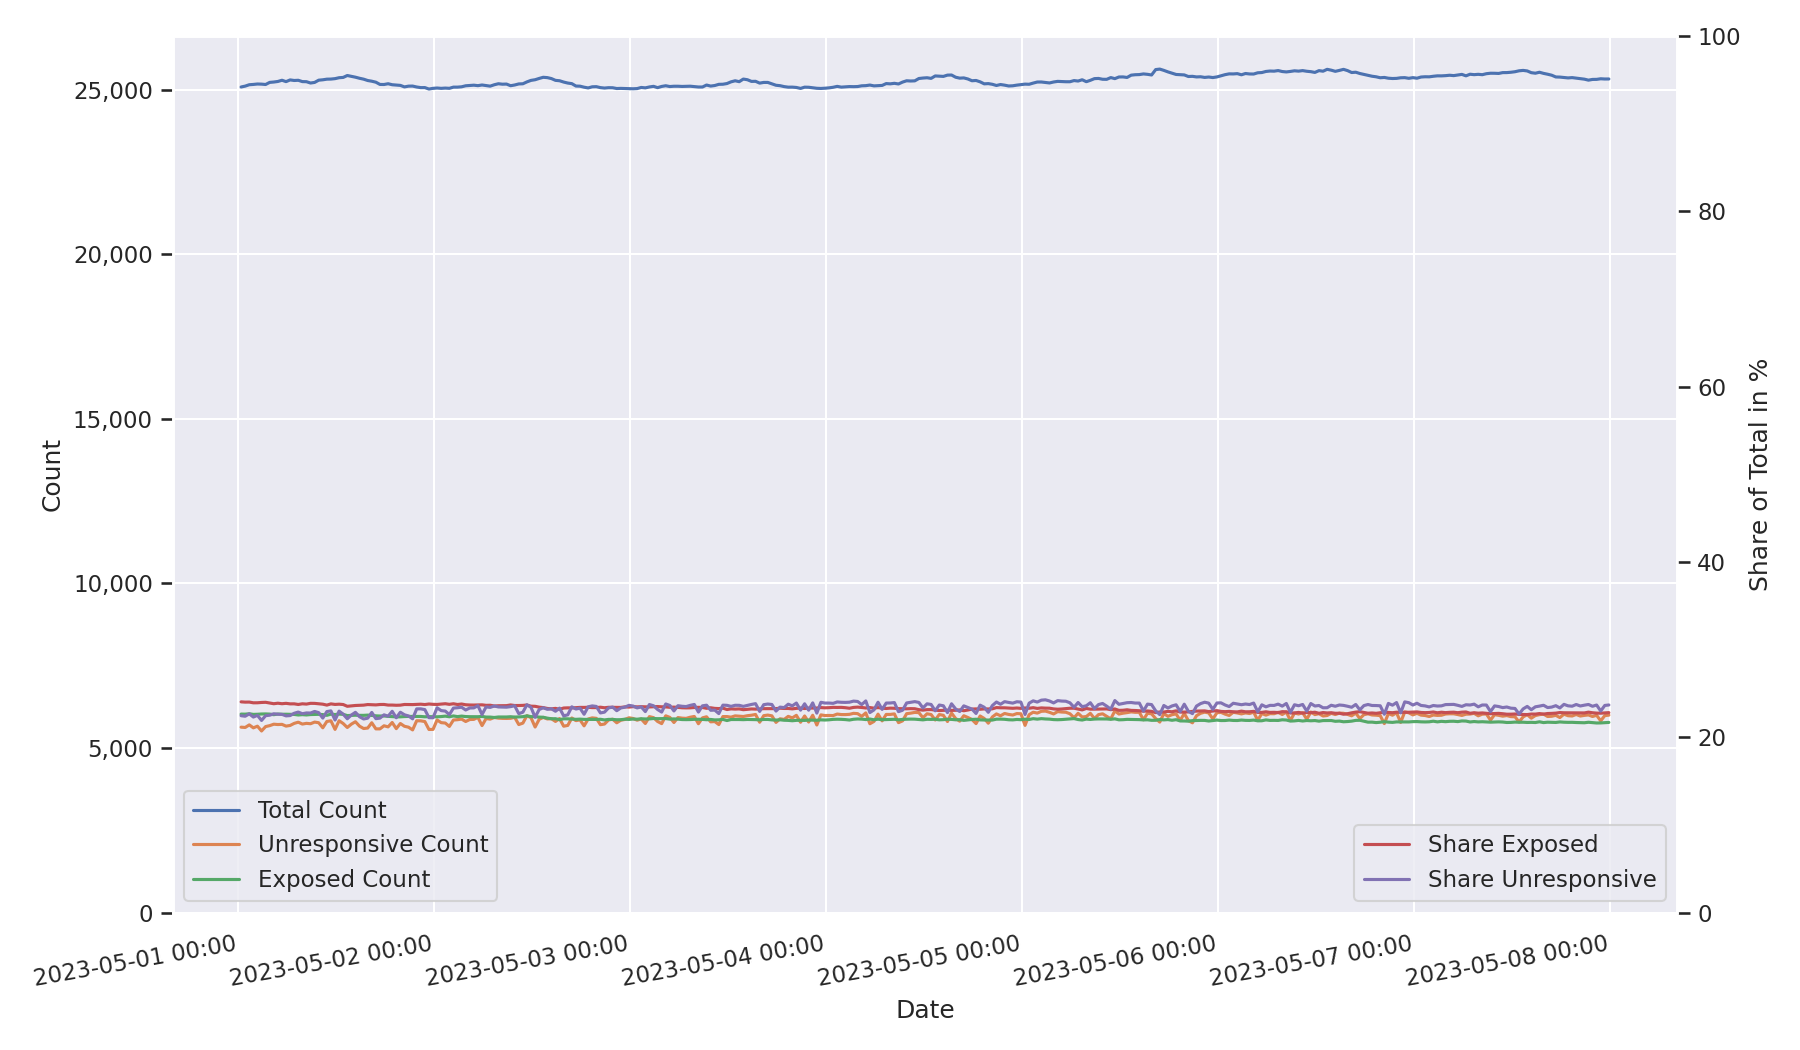 25,000
20,000
15,000
10,000
5,000
0
Count
100
80
60
40
20
0
Share of Total in %
Total Count
Unresponsive Count
Exposed Count
Share Exposed
Share Unresponsive
2023-05-01 00:00
2023-05-02 00:00
2023-05-03 00:00
2023-05-04 00:00
2023-05-05 00:00
2023-05-06 00:00
2023-05-07 00:00
2023-05-08 00:00
Date